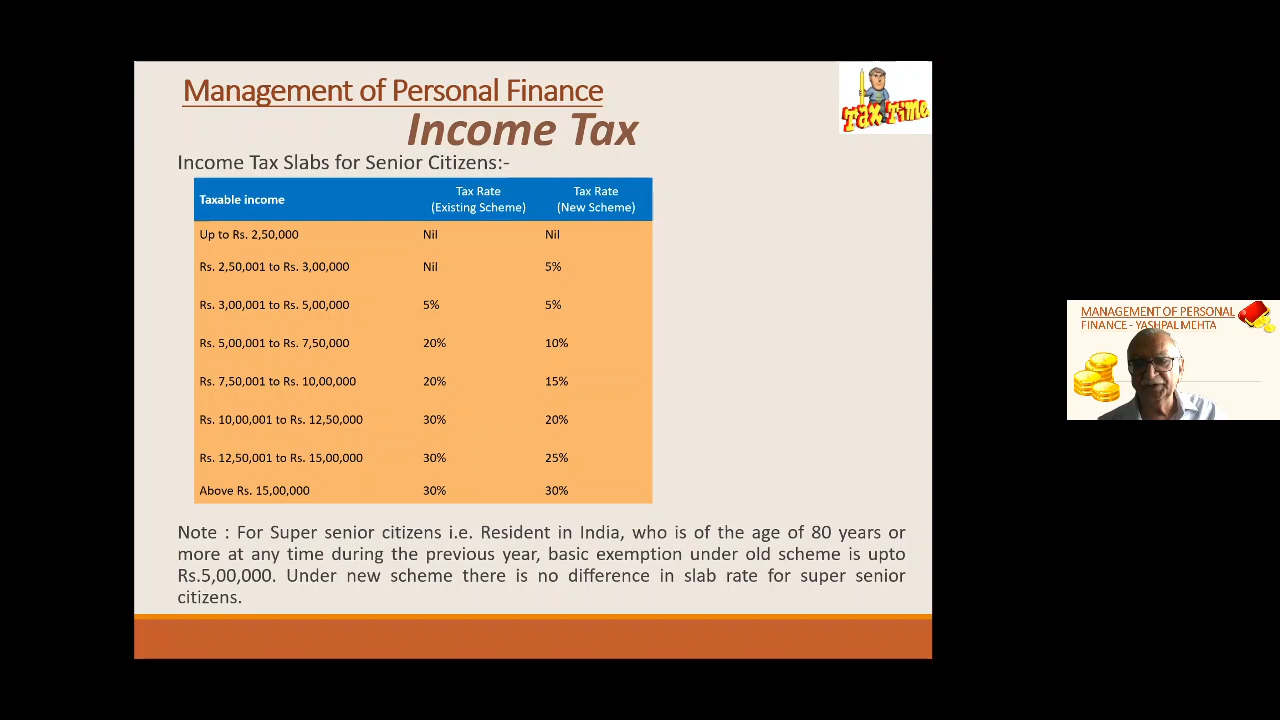 Management of Personal Finance
Income Tax
Tax Time
Income Tax Slabs for Senior Citizens:-
Taxable income Tax Rate (Existing Scheme) Tax Rate (New Scheme)
Up to Rs. 2,50,000 Nil Nil
Rs. 2,50,001 to Rs. 3,00,000 Nil 5%
Rs. 3,00,001 to Rs. 5,00,000 5% 5%
Rs. 5,00,001 to Rs. 7,50,000 20% 10%
Rs. 7,50,001 to Rs. 10,00,000 20% 15%
Rs. 10,00,001 to Rs. 12,50,000 30% 20%
Rs. 12,50,001 to Rs. 15,00,000 30% 25%
Above Rs. 15,00,000 30% 30%
Note : For Super senior citizens i.e. Resident in India, who is of the age of 80 years or
more at any time during the previous year, basic exemption under old scheme is upto
Rs.5,00,000. Under new scheme there is no difference in slab rate for super senior
citizens.
MANAGEMENT OF PERSONAL
FINANCE - YASHPAL MEHTA